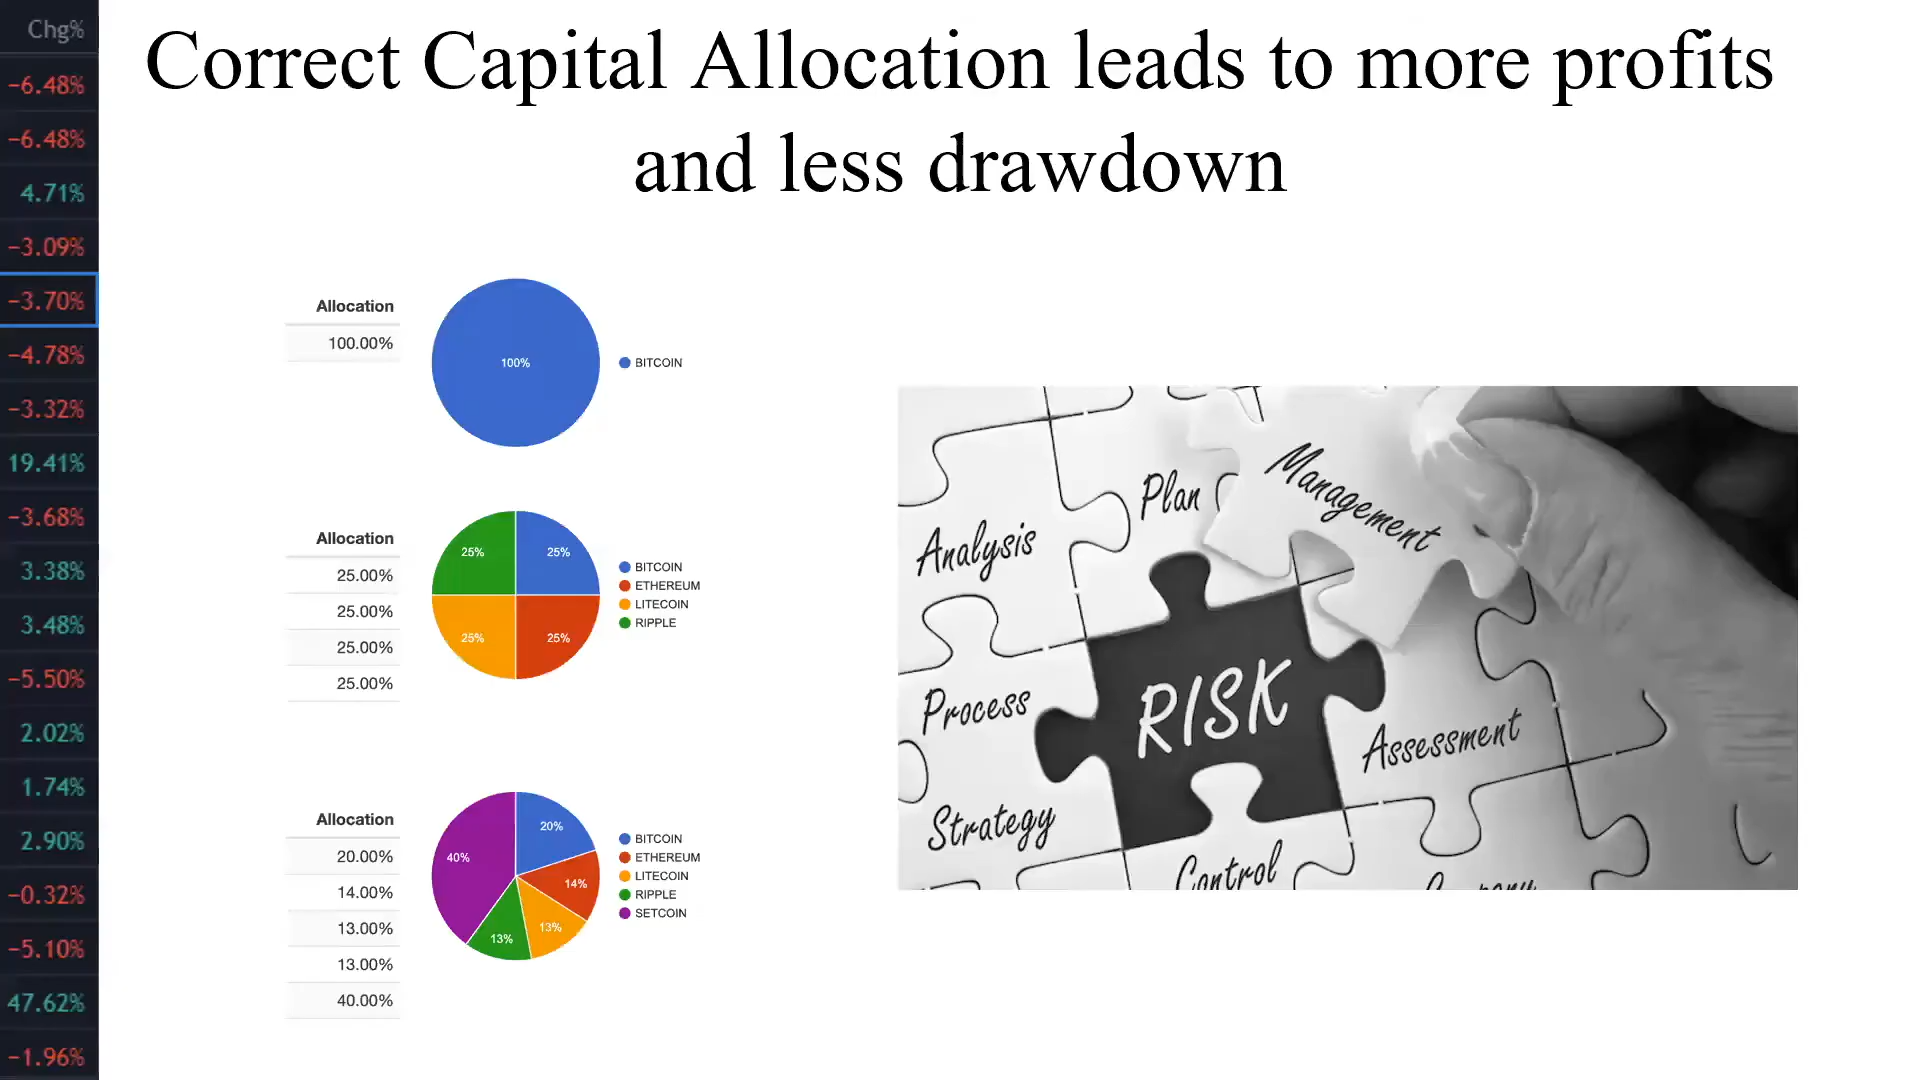 Correct Capital Allocation leads to more profits
and less drawdown
Chg%
−6.48%
−6.48%
4.71%
−3.09%
−3.70%
−4.78%
−3.32%
19.41%
−3.68%
3.38%
3.48%
−5.50%
2.02%
1.74%
2.90%
−0.32%
−5.10%
47.62%
−1.96%
Allocation
100.00%
100%
BITCOIN
Allocation
25.00%
25.00%
25.00%
25.00%
25%
25%
25%
25%
BITCOIN
ETHEREUM
LITECOIN
RIPPLE
Allocation
20.00%
14.00%
13.00%
13.00%
40.00%
40%
20%
14%
13%
13%
BITCOIN
ETHEREUM
LITECOIN
RIPPLE
SETCOIN
Management
Plan
Analysis
RISK
Process
Assessment
Strategy
Control